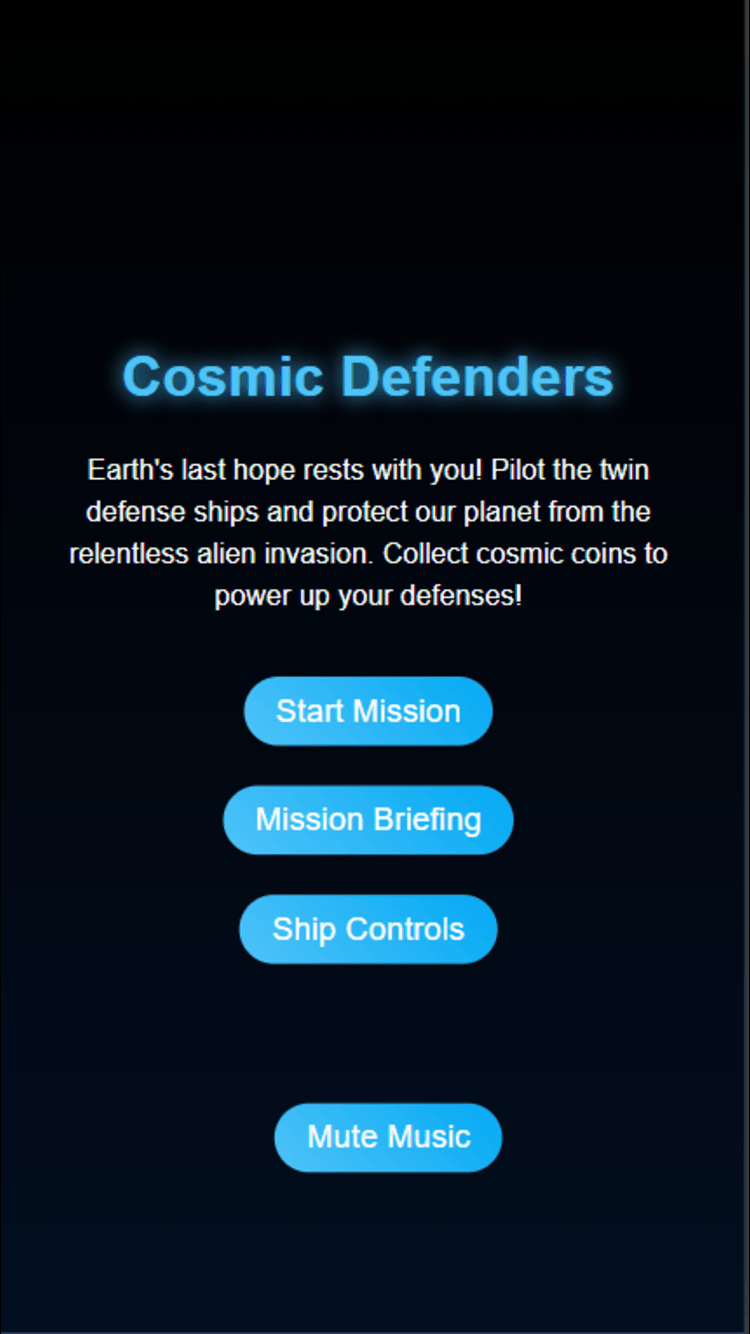 Cosmic Defenders
Earth's last hope rests with you! Pilot the twin
defense ships and protect our planet from the
relentless alien invasion. Collect cosmic coins to
power up your defenses!
Start Mission
Mission Briefing
Ship Controls
Mute Music